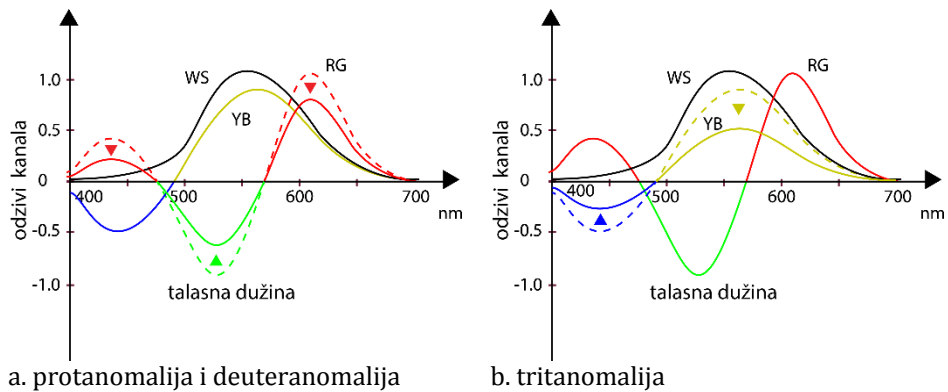 odzivi kanala
1.0
0.5
0
-0.5
-1.0
WS
YB
RG
400
500
600
700
nm
talasna dužina
a. protanomalija i deuteranomalija
odzivi kanala
1.0
0.5
0
-0.5
-1.0
WS
YB
RG
400
500
600
700
nm
talasna dužina
b. tritanomalija